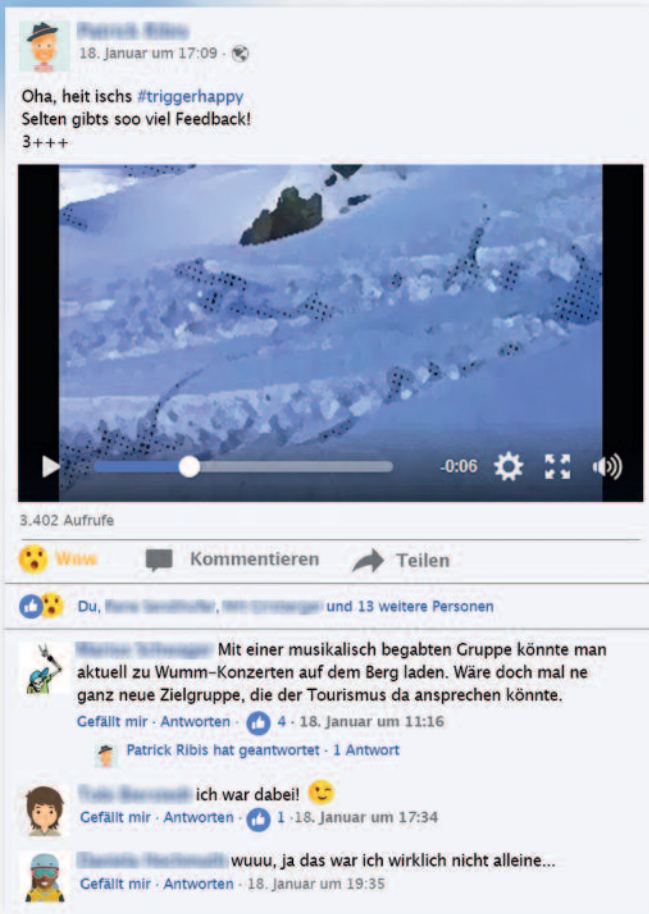 18. Januar um 17:09 ·
Oha, heit ischs #triggerhappy
Selten gibts soo viel Feedback!
3+++
-0:06
3.402 Aufrufe
Wow Kommentieren Teilen
Du, und 13 weitere Personen
Mit einer musikalisch begabten Gruppe könnte man
aktuell zu Wumm-Konzerten auf dem Berg laden. Wäre doch mal ne
ganz neue Zielgruppe, die der Tourismus da ansprechen könnte.
Gefällt mir · Antworten · 4 · 18. Januar um 11:16
Patrick Ribis hat geantwortet · 1 Antwort
ich war dabei!
Gefällt mir · Antworten · 1 ·18. Januar um 17:34
wuuu, ja das war ich wirklich nicht alleine...
Gefällt mir · Antworten · 18. Januar um 19:35